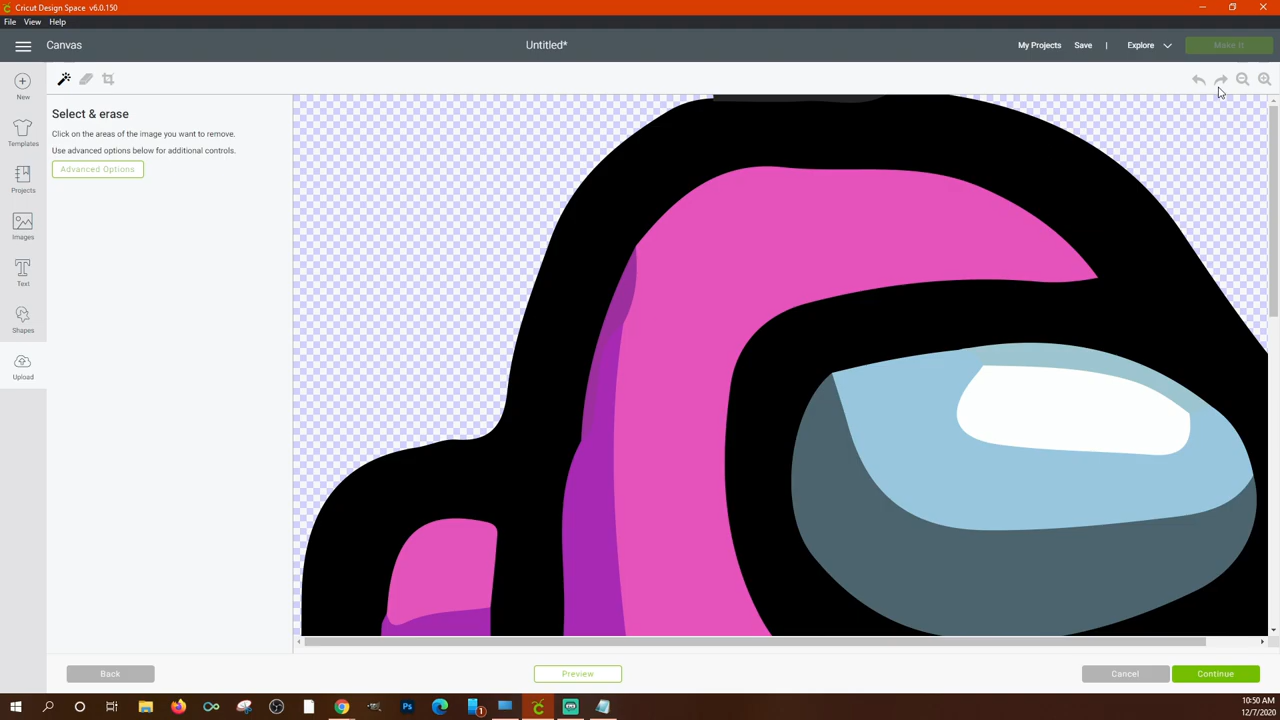 Cricut Design Space v6.0.150
File View Help
Canvas
Untitled*
My Projects Save | Explore Make It
New
Templates
Projects
Images
Text
Shapes
Upload
Select & erase
Click on the areas of the image you want to remove.
Use advanced options below for additional controls.
Advanced Options
Back
Preview
Cancel
Continue
Ps
1
10:50 AM
12/7/2020